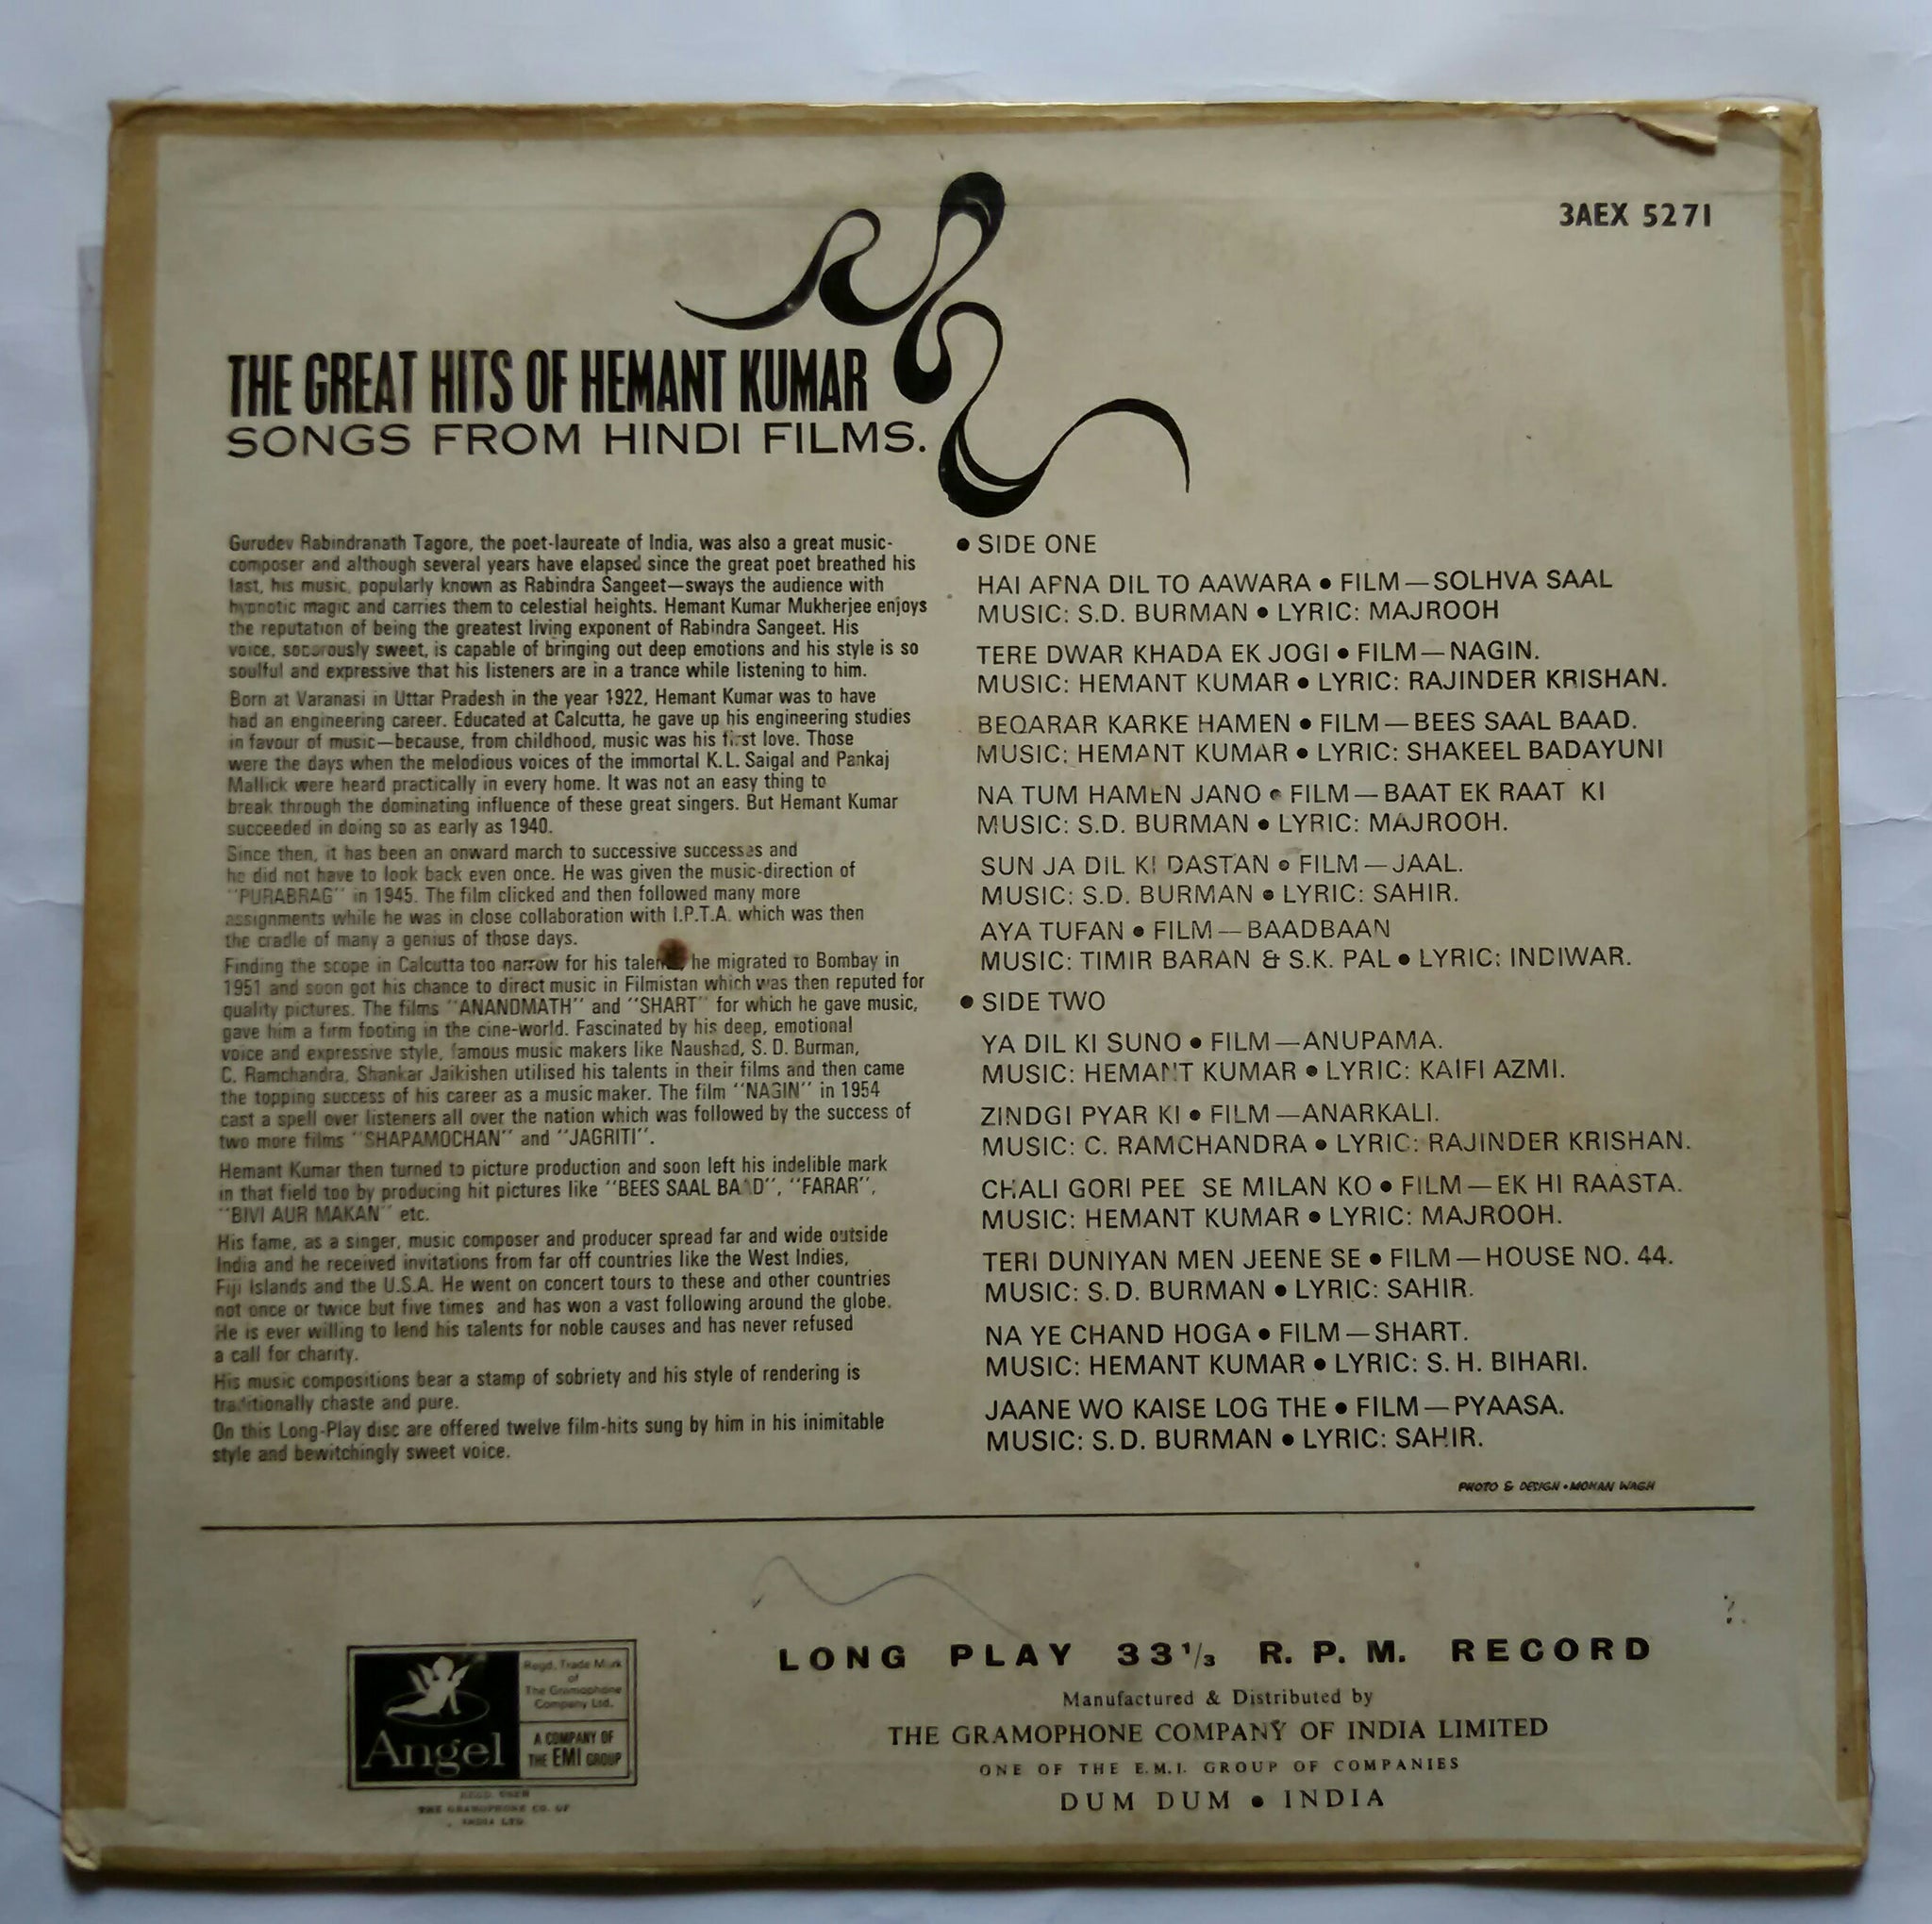 3AEX 5271
THE GREAT HITS OF HEMANT KUMAR
SONGS FROM HINDI FILMS.
Gurudev Rabindranath Tagore, the poet-laureate of India, was also a great music-
composer and although several years have elapsed since the great poet breathed his
last, his music, popularly known as Rabindra Sangeet—sways the audience with
hypnotic magic and carries them to celestial heights. Hemant Kumar Mukherjee enjoys
the reputation of being the greatest living exponent of Rabindra Sangeet. His
voice, sonorously sweet, is capable of bringing out deep emotions and his style is so
soulful and expressive that his listeners are in a trance while listening to him.
Born at Varanasi in Uttar Pradesh in the year 1922, Hemant Kumar was to have
had an engineering career. Educated at Calcutta, he gave up his engineering studies
in favour of music—because, from childhood, music was his first love. Those
were the days when the melodious voices of the immortal K.L. Saigal and Pankaj
Mallick were heard practically in every home. It was not an easy thing to
break through the dominating influence of these great singers. But Hemant Kumar
succeeded in doing so as early as 1940.
Since then, it has been an onward march to successive successes and
he did not have to look back even once. He was given the music-direction of
"PURABRAG" in 1945. The film clicked and then followed many more
assignments while he was in close collaboration with I.P.T.A. which was then
the cradle of many a genius of those days.
Finding the scope in Calcutta too narrow for his talent, he migrated to Bombay in
1951 and soon got his chance to direct music in Filmistan which was then reputed for
quality pictures. The films "ANANDMATH" and "SHART" for which he gave music,
gave him a firm footing in the cine-world. Fascinated by his deep, emotional
voice and expressive style, famous music makers like Naushad, S. D. Burman,
C. Ramchandra, Shankar Jaikishen utilised his talents in their films and then came
the topping success of his career as a music maker. The film "NAGIN" in 1954
cast a spell over listeners all over the nation which was followed by the success of
two more films "SHAPAMOCHAN" and "JAGRITI".
Hemant Kumar then turned to picture production and soon left his indelible mark
in that field too by producing hit pictures like "BEES SAAL BAAD", "FARAR",
"BIVI AUR MAKAN" etc.
His fame, as a singer, music composer and producer spread far and wide outside
India and he received invitations from far off countries like the West Indies,
Fiji Islands and the U.S.A. He went on concert tours to these and other countries
not once or twice but five times and has won a vast following around the globe.
He is ever willing to lend his talents for noble causes and has never refused
a call for charity.
His music compositions bear a stamp of sobriety and his style of rendering is
traditionally chaste and pure.
On this Long-Play disc are offered twelve film-hits sung by him in his inimitable
style and bewitchingly sweet voice.
● SIDE ONE
HAI APNA DIL TO AAWARA ● FILM—SOLHVA SAAL
MUSIC: S.D. BURMAN ● LYRIC: MAJROOH
TERE DWAR KHADA EK JOGI ● FILM—NAGIN.
MUSIC: HEMANT KUMAR ● LYRIC: RAJINDER KRISHAN.
BEQARAR KARKE HAMEN ● FILM—BEES SAAL BAAD.
MUSIC: HEMANT KUMAR ● LYRIC: SHAKEEL BADAYUNI
NA TUM HAMEN JANO ● FILM—BAAT EK RAAT KI
MUSIC: S.D. BURMAN ● LYRIC: MAJROOH.
SUN JA DIL KI DASTAN ● FILM—JAAL.
MUSIC: S.D. BURMAN ● LYRIC: SAHIR.
AYA TUFAN ● FILM—BAADBAAN
MUSIC: TIMIR BARAN & S.K. PAL ● LYRIC: INDIWAR.
● SIDE TWO
YA DIL KI SUNO ● FILM—ANUPAMA.
MUSIC: HEMANT KUMAR ● LYRIC: KAIFI AZMI.
ZINDGI PYAR KI ● FILM—ANARKALI.
MUSIC: C. RAMCHANDRA ● LYRIC: RAJINDER KRISHAN.
CHALI GORI PEE SE MILAN KO ● FILM—EK HI RAASTA.
MUSIC: HEMANT KUMAR ● LYRIC: MAJROOH.
TERI DUNIYAN MEN JEENE SE ● FILM—HOUSE NO. 44.
MUSIC: S.D. BURMAN ● LYRIC: SAHIR.
NA YE CHAND HOGA ● FILM—SHART.
MUSIC: HEMANT KUMAR ● LYRIC: S. H. BIHARI.
JAANE WO KAISE LOG THE ● FILM—PYAASA.
MUSIC: S.D. BURMAN ● LYRIC: SAHIR.
PHOTO & DESIGN • MOHAN WAGH
Angel
Regd. Trade Mark
of
The Gramophone
Company Ltd.
A COMPANY OF
THE EMI GROUP
REGD. USER
THE GRAMOPHONE CO. OF
INDIA LTD
LONG PLAY 33⅓ R. P. M. RECORD
Manufactured & Distributed by
THE GRAMOPHONE COMPANY OF INDIA LIMITED
ONE OF THE E.M.I. GROUP OF COMPANIES
DUM DUM ● INDIA